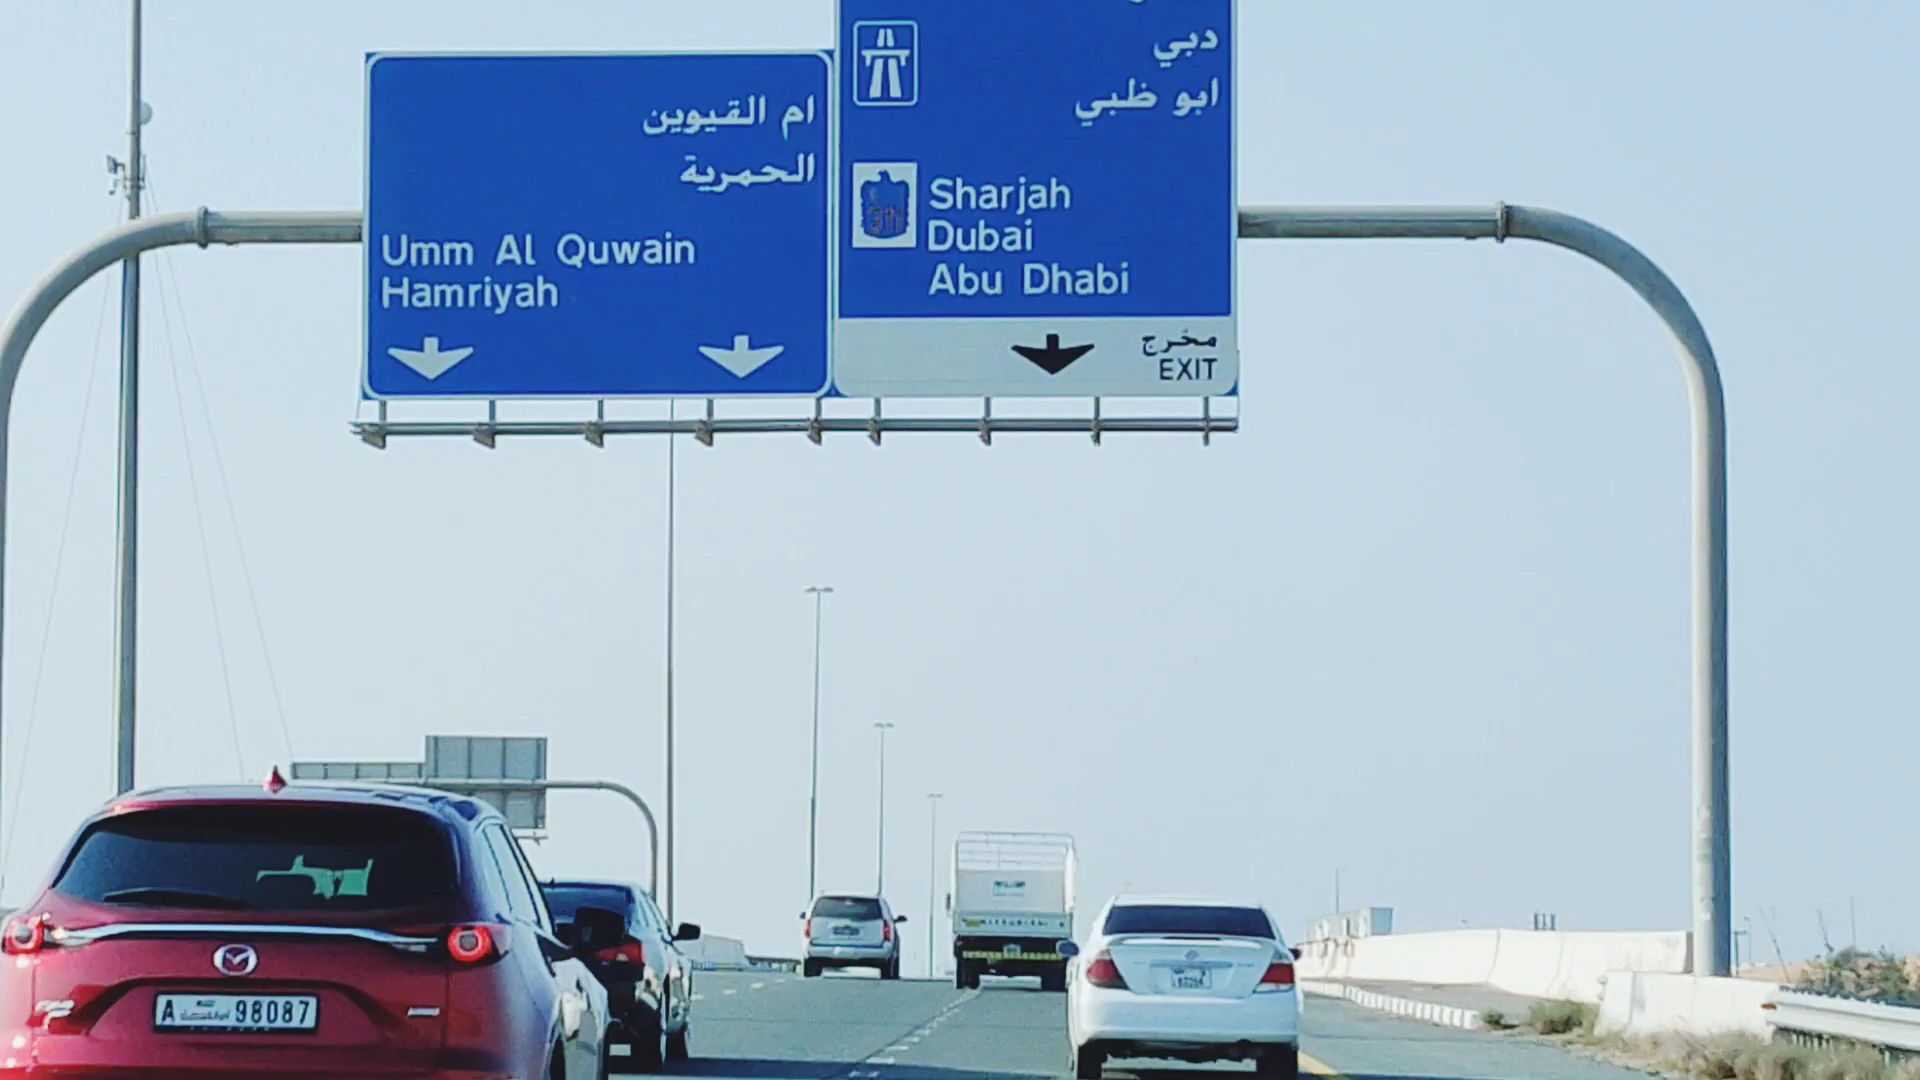 ام القيوين
الحمرية
Umm Al Quwain
Hamriyah
دبي
ابو ظبي
Sharjah
Dubai
Abu Dhabi
مخرج
EXIT
A 98087